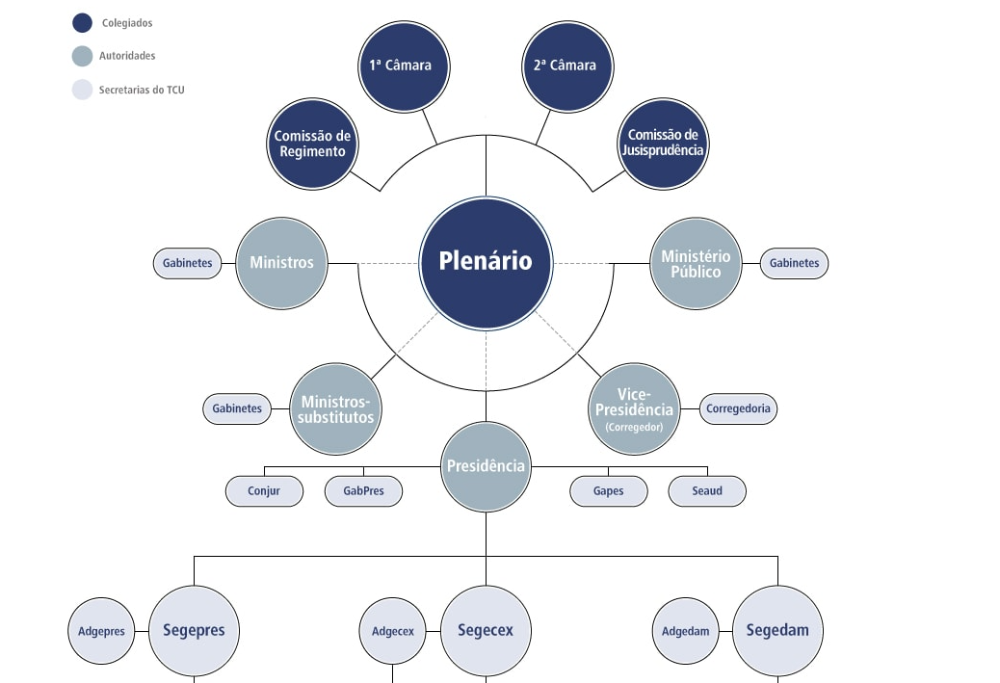 Colegiados
Autoridades
Secretarias do TCU
1ª Câmara
2ª Câmara
Comissão de
Regimento
Comissão de
Jusisprudência
Gabinetes
Ministros
Plenário
Ministério
Público
Gabinetes
Gabinetes
Ministros-
substitutos
Vice-
Presidência
(Corregedor)
Corregedoria
Presidência
Conjur
GabPres
Gapes
Seaud
Adgepres
Segepres
Adgecex
Segecex
Adgedam
Segedam